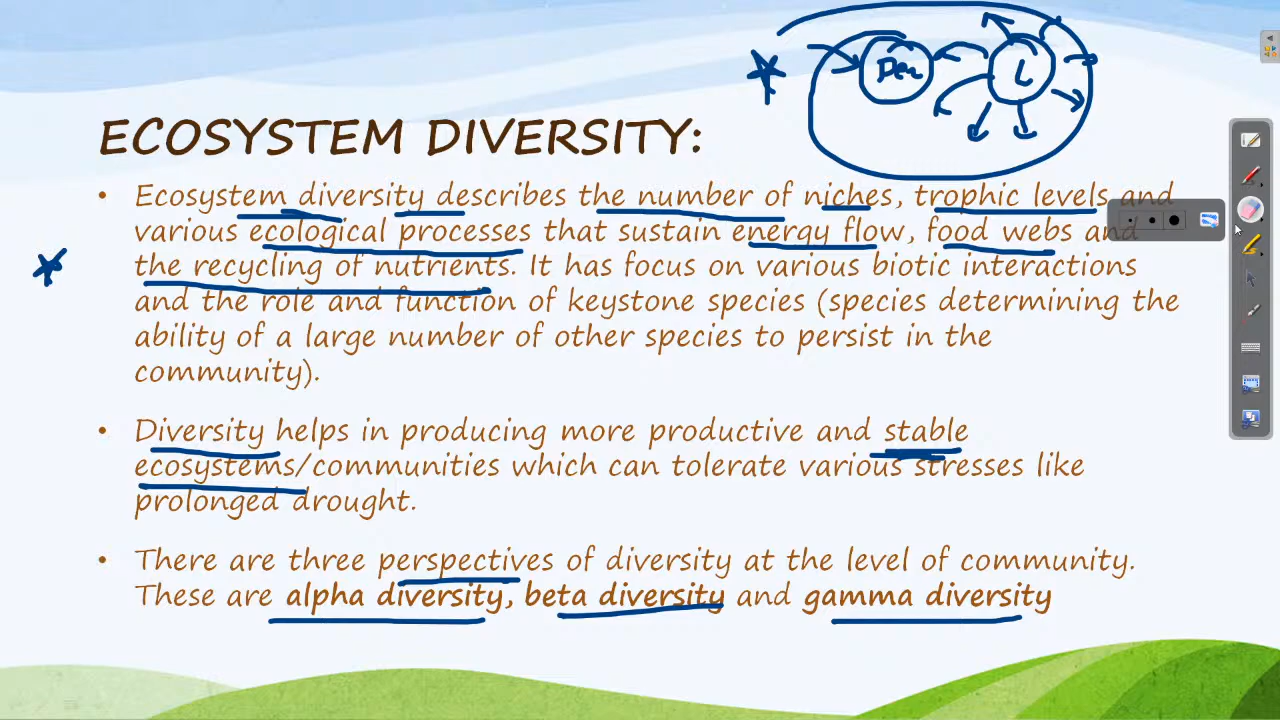 L
ECOSYSTEM DIVERSITY:
• Ecosystem diversity describes the number of niches, trophic levels and
various ecological processes that sustain energy flow, food webs and
the recycling of nutrients. It has focus on various biotic interactions
and the role and function of keystone species (species determining the
ability of a large number of other species to persist in the
community).
• Diversity helps in producing more productive and stable
ecosystems/communities which can tolerate various stresses like
prolonged drought.
• There are three perspectives of diversity at the level of community.
These are alpha diversity, beta diversity and gamma diversity